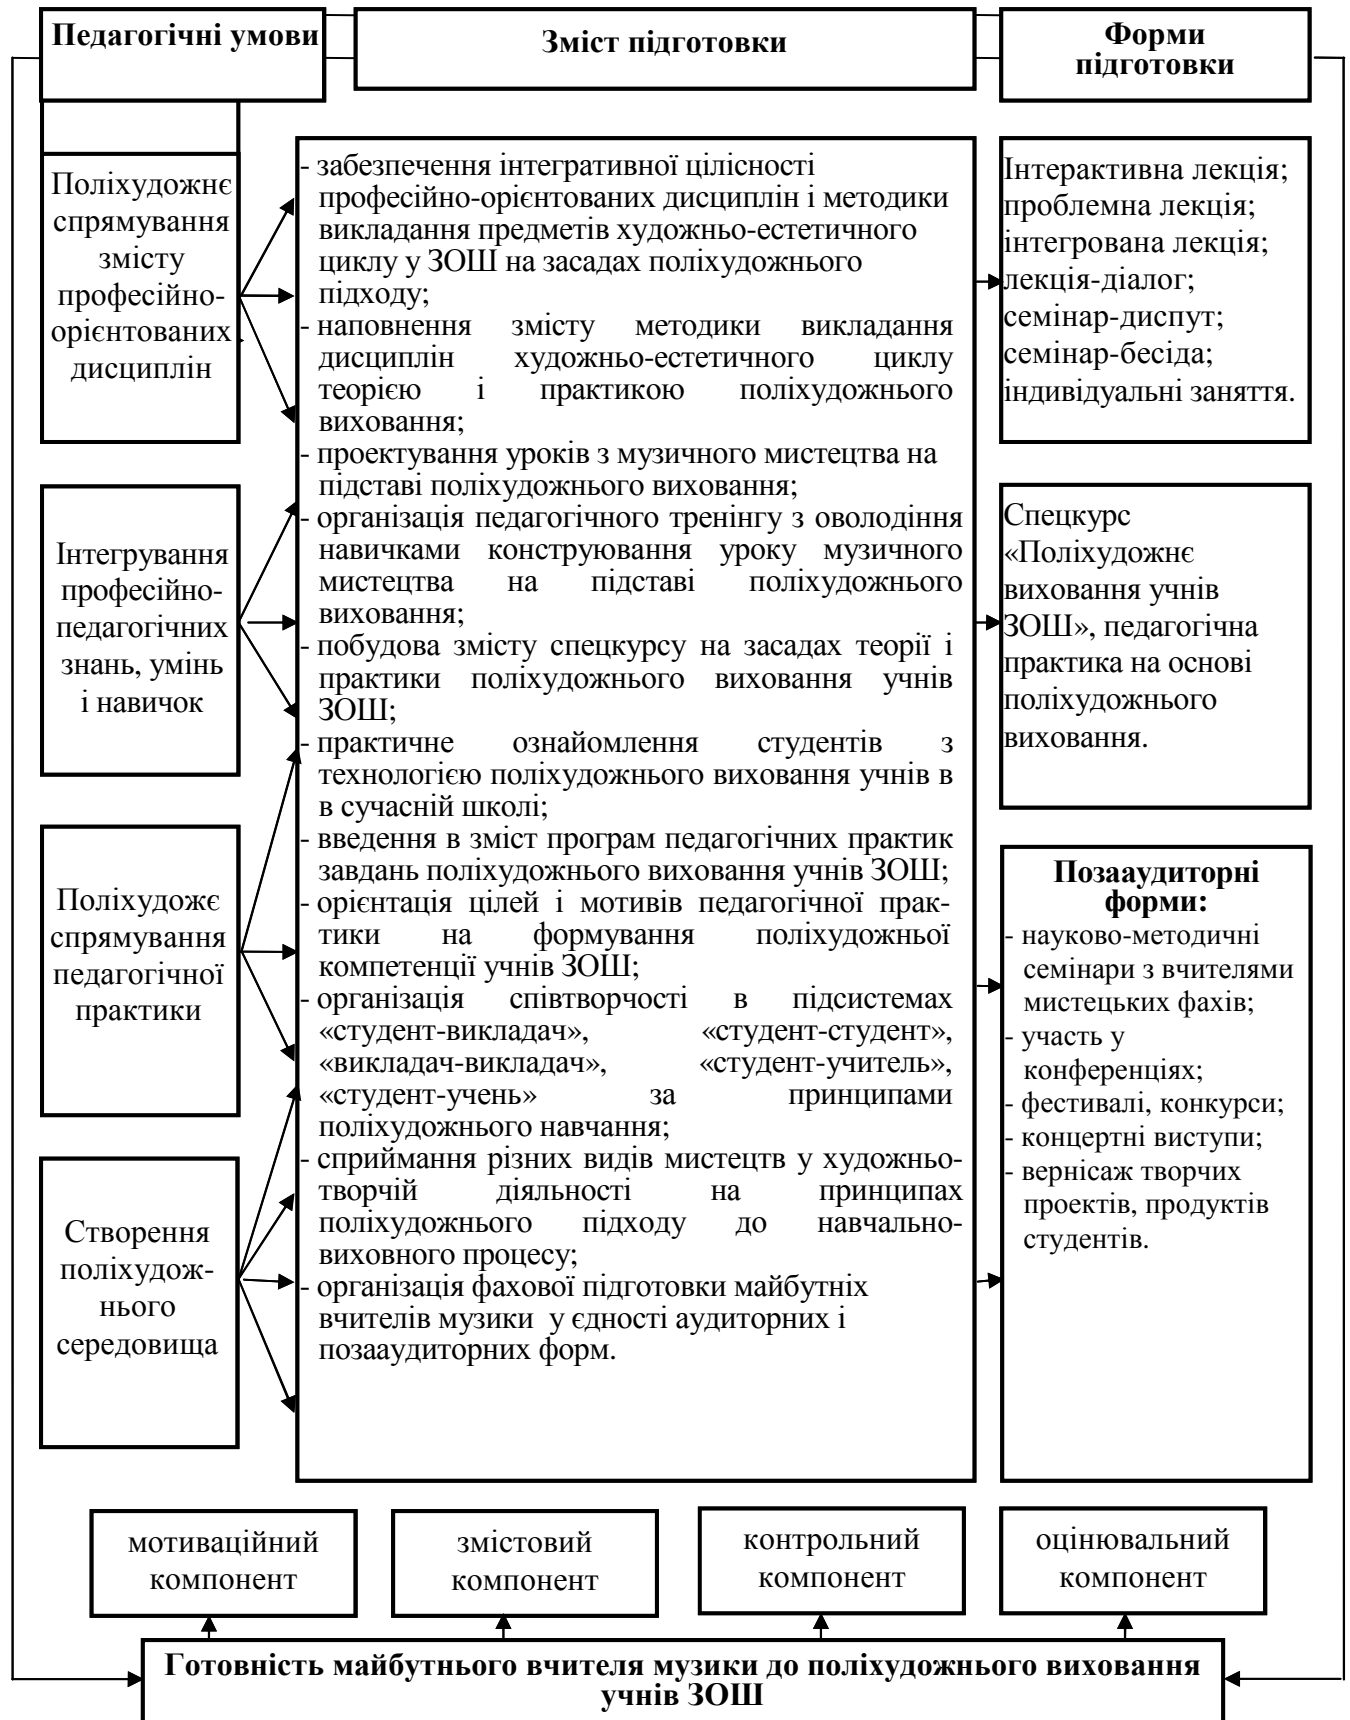 Педагогічні умови
Зміст підготовки
Форми
підготовки
Поліхудожнє
спрямування
змісту
професійно-
орієнтованих
дисциплін
Інтегрування
професійно-
педагогічних
знань, умінь
і навичок
Поліхудожє
спрямування
педагогічної
практики
Створення
поліхудож-
нього
середовища
- забезпечення інтегративної цілісності
професійно-орієнтованих дисциплін і методики
викладання предметів художньо-естетичного
циклу у ЗОШ на засадах поліхудожнього
підходу;
- наповнення змісту методики викладання
дисциплін художньо-естетичного циклу
теорією і практикою поліхудожнього
виховання;
- проектування уроків з музичного мистецтва на
підставі поліхудожнього виховання;
- організація педагогічного тренінгу з оволодіння
навичками конструювання уроку музичного
мистецтва на підставі поліхудожнього
виховання;
- побудова змісту спецкурсу на засадах теорії і
практики поліхудожнього виховання учнів
ЗОШ;
- практичне ознайомлення студентів з
технологією поліхудожнього виховання учнів в
в сучасній школі;
- введення в зміст програм педагогічних практик
завдань поліхудожнього виховання учнів ЗОШ;
- орієнтація цілей і мотивів педагогічної прак-
тики на формування поліхудожньої
компетенції учнів ЗОШ;
- організація співтворчості в підсистемах
«студент-викладач», «студент-студент»,
«викладач-викладач», «студент-учитель»,
«студент-учень» за принципами
поліхудожнього навчання;
- сприймання різних видів мистецтв у художньо-
творчій діяльності на принципах
поліхудожнього підходу до навчально-
виховного процесу;
- організація фахової підготовки майбутніх
вчителів музики у єдності аудиторних і
позааудиторних форм.
Інтерактивна лекція;
проблемна лекція;
інтегрована лекція;
лекція-діалог;
семінар-диспут;
семінар-бесіда;
індивідуальні заняття.
Спецкурс
«Поліхудожнє
виховання учнів
ЗОШ», педагогічна
практика на основі
поліхудожнього
виховання.
Позааудиторні
форми:
- науково-методичні
семінари з вчителями
мистецьких фахів;
- участь у
конференціях;
- фестивалі, конкурси;
- концертні виступи;
- вернісаж творчих
проектів, продуктів
студентів.
мотиваційний
компонент
змістовий
компонент
контрольний
компонент
оцінювальний
компонент
Готовність майбутнього вчителя музики до поліхудожнього виховання
учнів ЗОШ